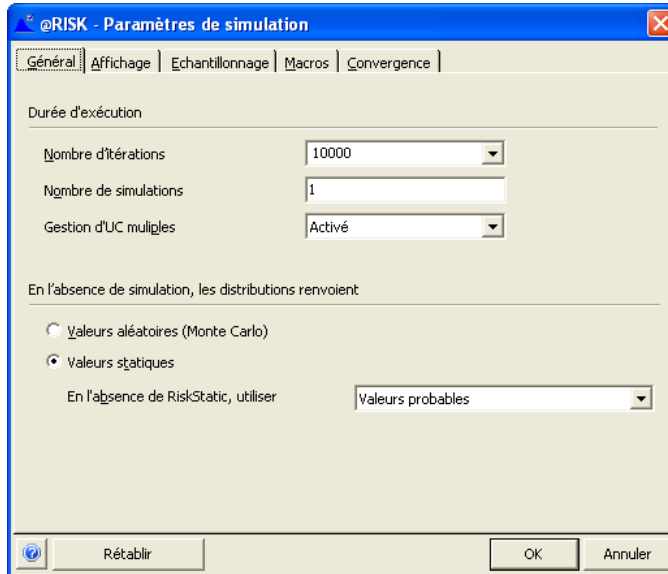 @RISK - Paramètres de simulation
Général Affichage Echantillonnage Macros Convergence
Durée d'exécution
Nombre d'itérations 10000
Nombre de simulations 1
Gestion d'UC muliples Activé
En l'absence de simulation, les distributions renvoient
Valeurs aléatoires (Monte Carlo)
Valeurs statiques
En l'absence de RiskStatic, utiliser Valeurs probables
Rétablir OK Annuler